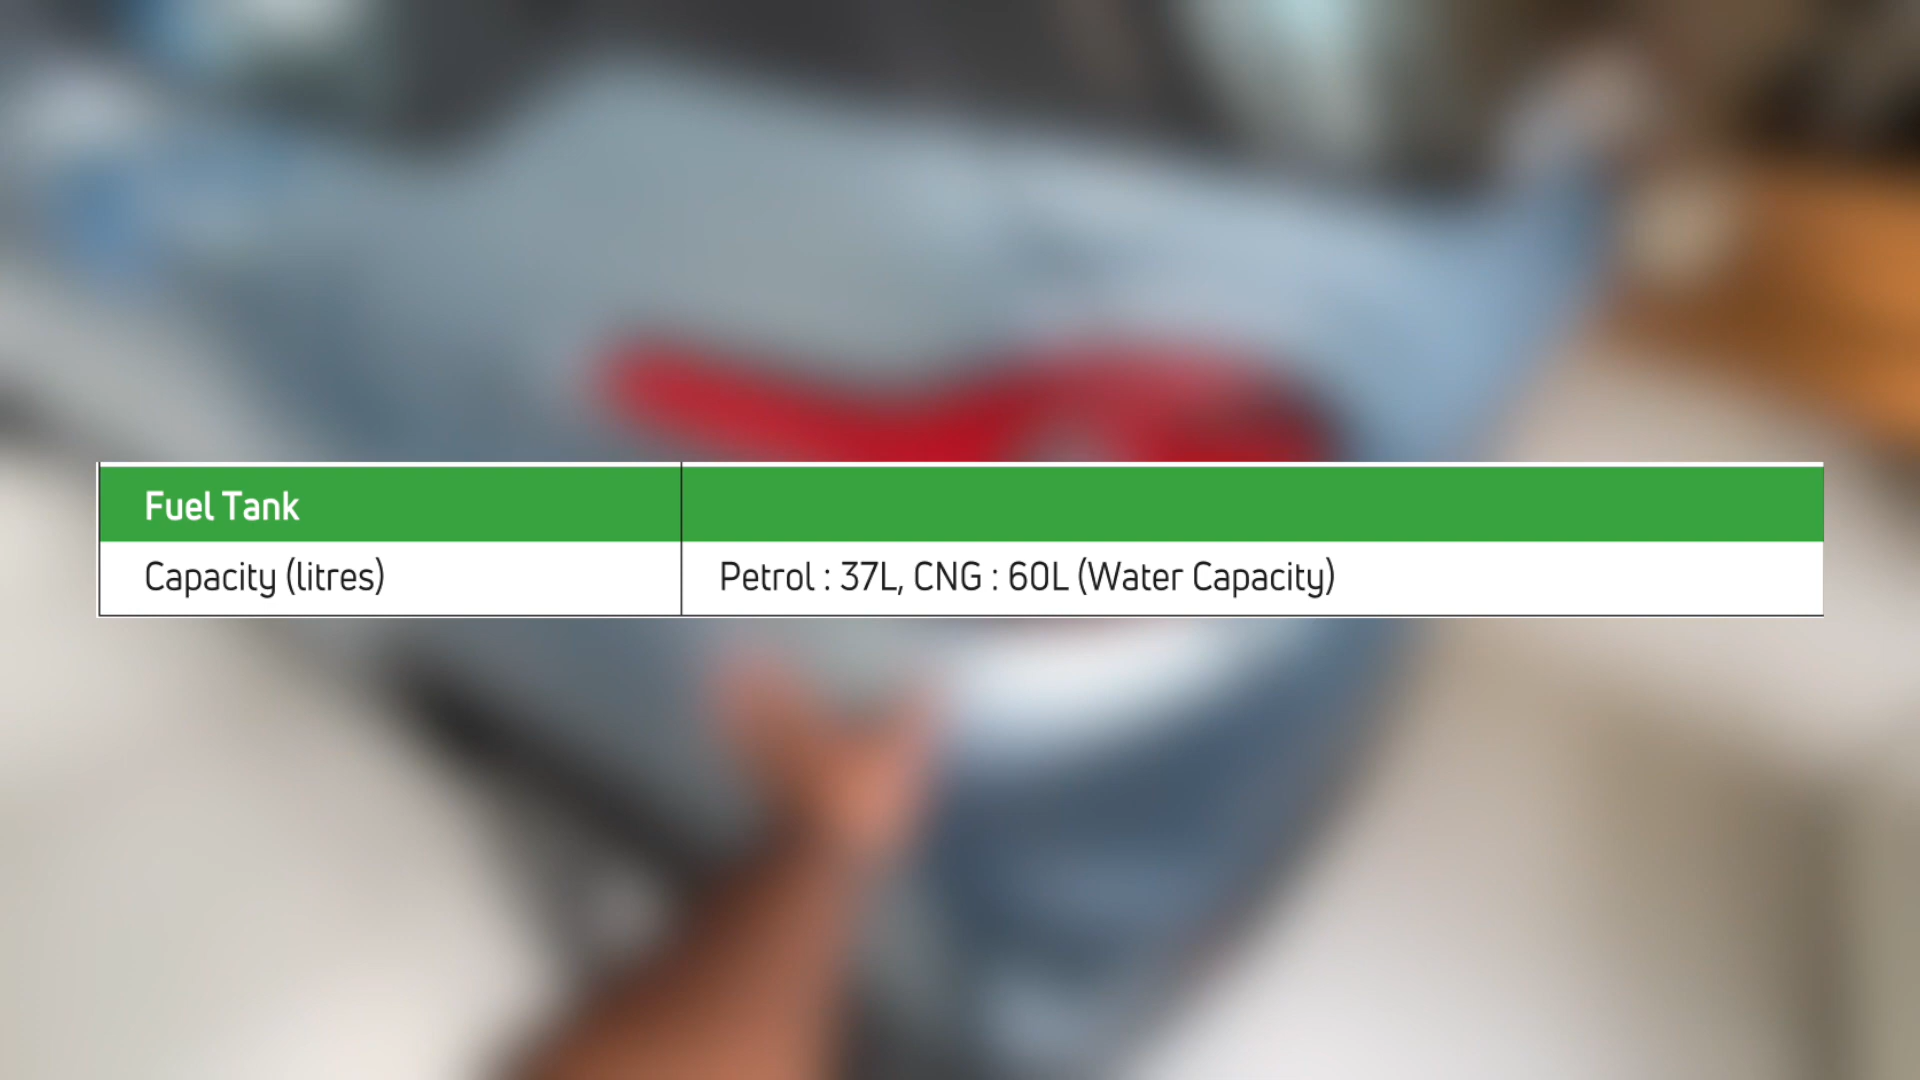 Fuel Tank
Capacity (litres) Petrol : 37L, CNG : 60L (Water Capacity)